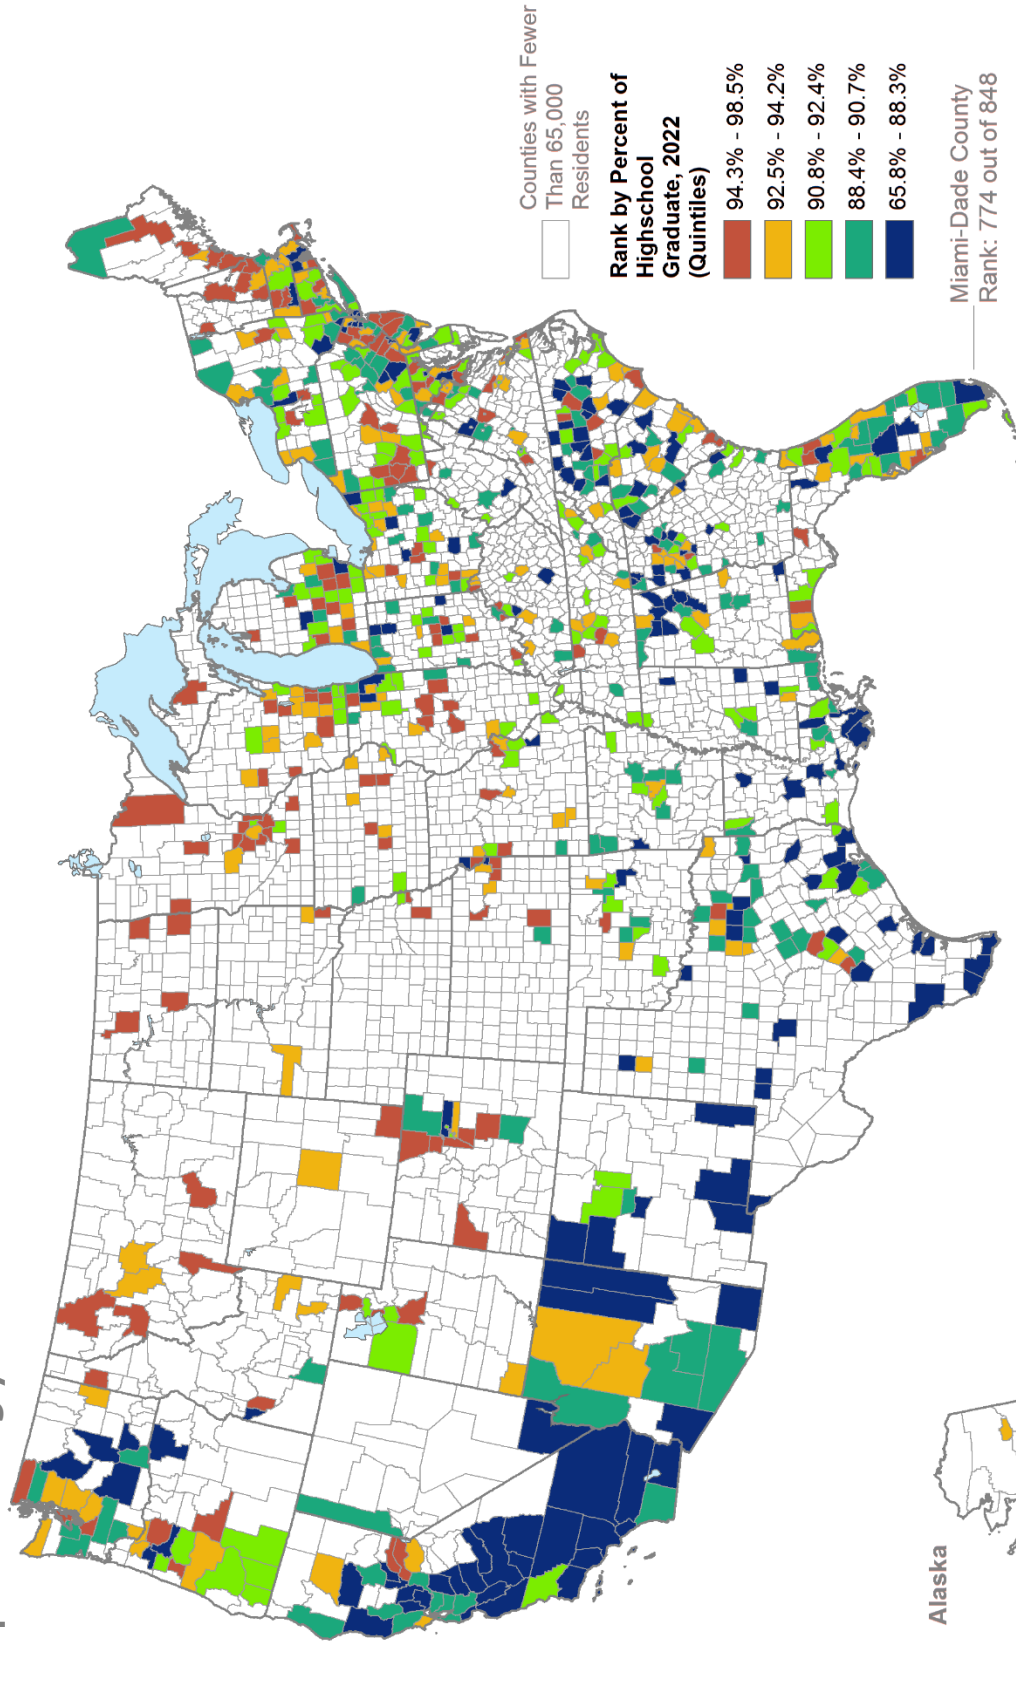 Counties with Fewer
Than 65,000
Residents
Rank by Percent of
Highschool
Graduate, 2022
(Quintiles)
94.3% - 98.5%
92.5% - 94.2%
90.8% - 92.4%
88.4% - 90.7%
65.8% - 88.3%
Miami-Dade County
Rank: 774 out of 848
Alaska